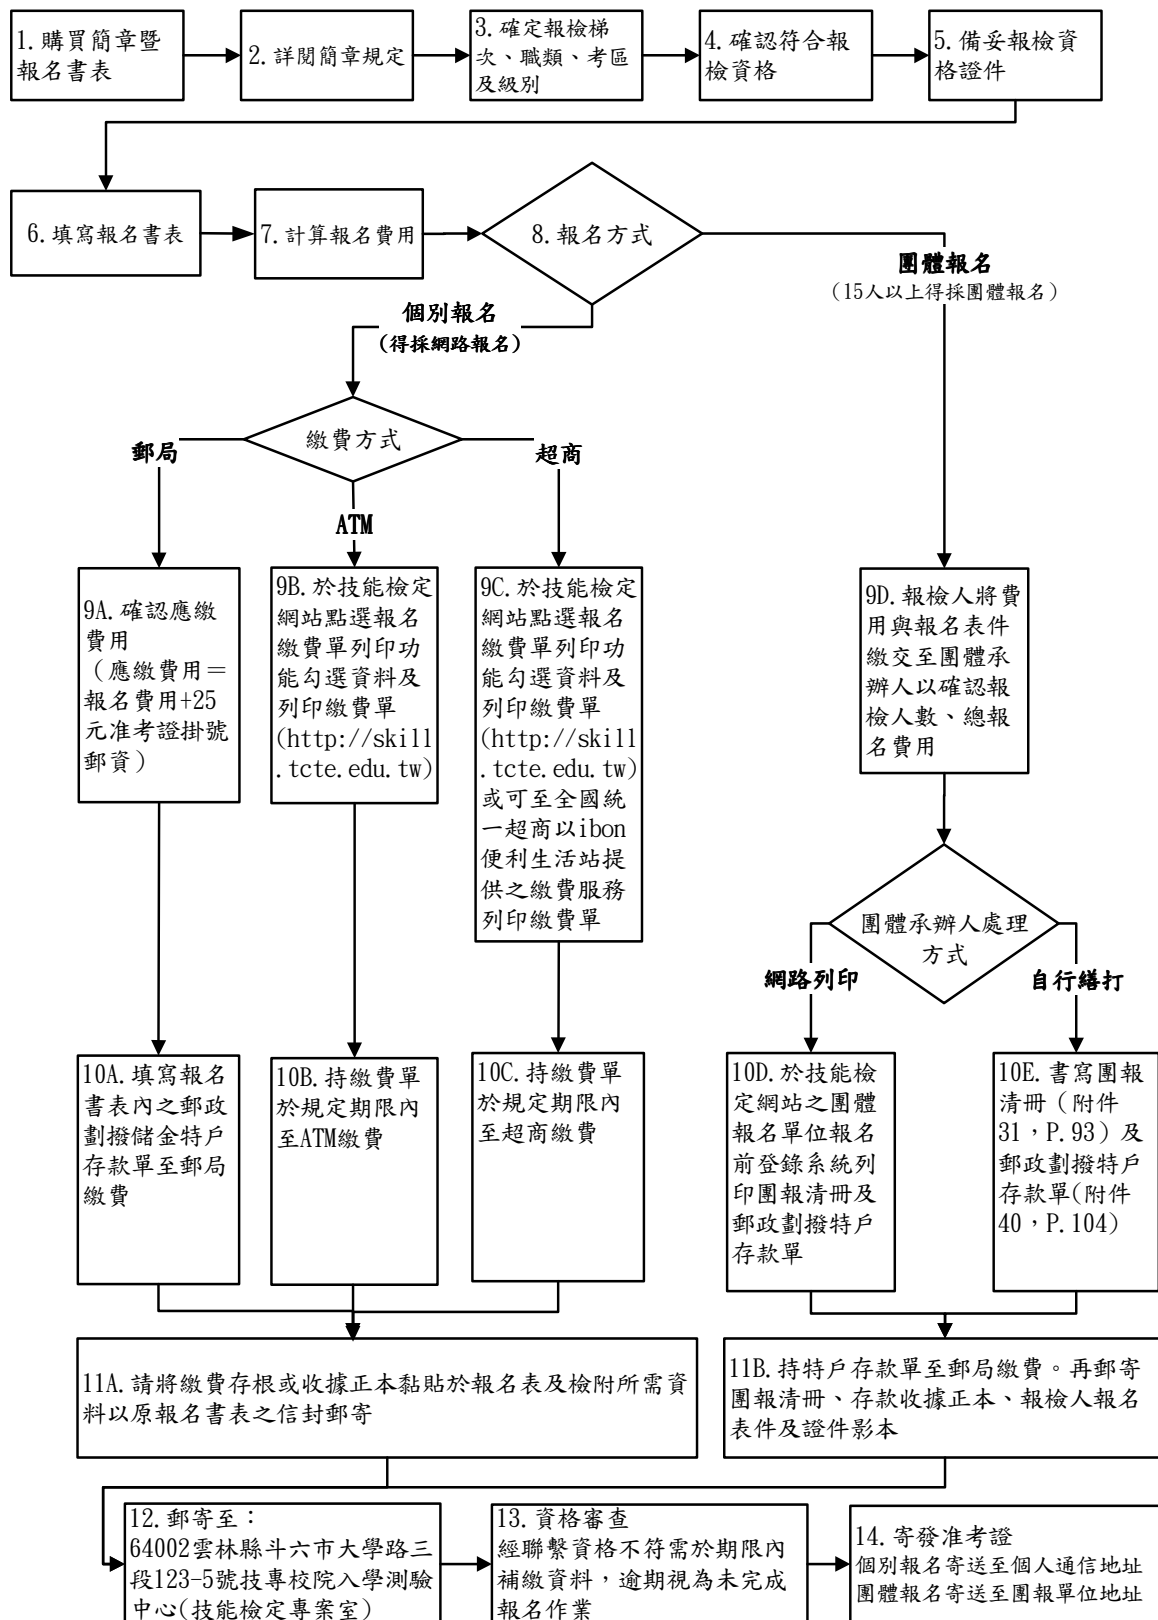 1.購買簡章暨
報名書表
2.詳閱簡章規定
3.確定報檢梯
次、職類、考區
及級別
4.確認符合報
檢資格
5.備妥報檢資
格證件
6.填寫報名書表
7.計算報名費用
8.報名方式
團體報名
（15人以上得採團體報名）
個別報名
(得採網路報名)
繳費方式
郵局
超商
ATM
9A.確認應繳
費用
（應繳費用＝
報名費用+25
元准考證掛號
郵資）
9B.於技能檢定
網站點選報名
繳費單列印功
能勾選資料及
列印繳費單
(http://skill
.tcte.edu.tw)
9C.於技能檢定
網站點選報名
繳費單列印功
能勾選資料及
列印繳費單
(http://skill
.tcte.edu.tw)
或可至全國統
一超商以ibon
便利生活站提
供之繳費服務
列印繳費單
9D.報檢人將費
用與報名表件
繳交至團體承
辦人以確認報
檢人數、總報
名費用
團體承辦人處理
方式
網路列印
自行繕打
10A.填寫報名
書表內之郵政
劃撥儲金特戶
存款單至郵局
繳費
10B.持繳費單
於規定期限內
至ATM繳費
10C.持繳費單
於規定期限內
至超商繳費
10D.於技能檢
定網站之團體
報名單位報名
前登錄系統列
印團報清冊及
郵政劃撥特戶
存款單
10E.書寫團報
清冊（附件
31，P.93）及
郵政劃撥特戶
存款單(附件
40，P.104)
11A.請將繳費存根或收據正本黏貼於報名表及檢附所需資
料以原報名書表之信封郵寄
11B.持特戶存款單至郵局繳費。再郵寄
團報清冊、存款收據正本、報檢人報名
表件及證件影本
12.郵寄至：
64002雲林縣斗六市大學路三
段123-5號技專校院入學測驗
中心(技能檢定專案室)
13.資格審查
經聯繫資格不符需於期限內
補繳資料，逾期視為未完成
報名作業
14.寄發准考證
個別報名寄送至個人通信地址
團體報名寄送至團報單位地址